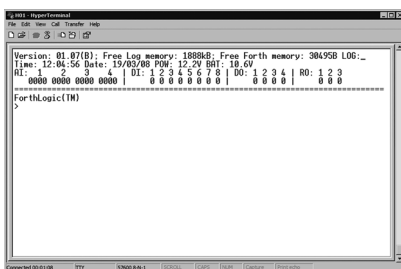 H01 - HyperTerminal
File Edit View Call Transfer Help
Version: 01.07(B); Free Log memory: 1888kB; Free Forth memory: 30495B LOG:_
Time: 12:04:56 Date: 19/03/08 POW: 12.2V BAT: 10.6V
AI: 1 2 3 4 | DI: 1 2 3 4 5 6 7 8 | DO: 1 2 3 4 | RO: 1 2 3
0000 0000 0000 0000 | 0 0 0 0 0 0 0 0 | 0 0 0 0 | 0 0 0
ForthLogic(TM)
>
Connected 00:01:08 TTY 57600 8-N-1 SCROLL CAPS NUM Capture Print echo